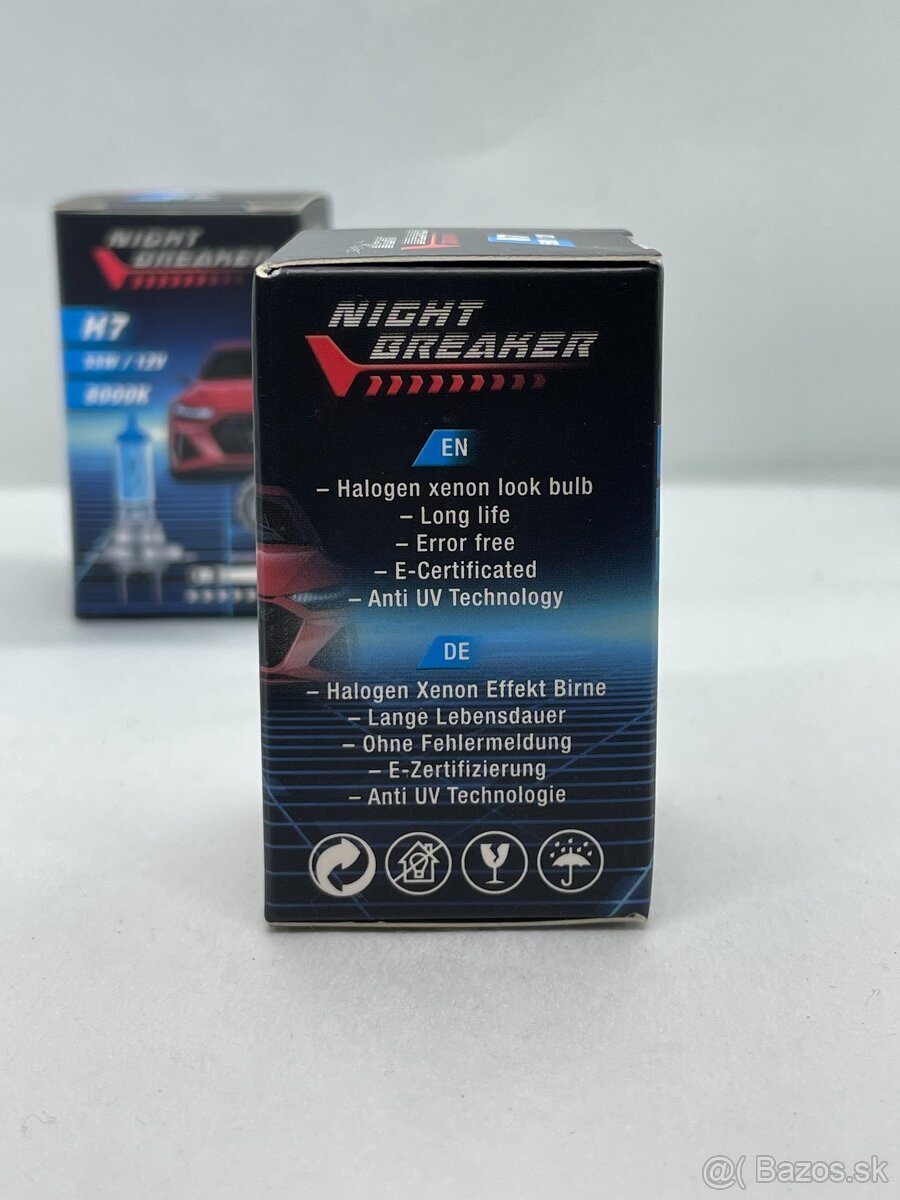 NIGHT
BREAKER
H7
55W / 12V
8000K
NIGHT
BREAKER
EN
– Halogen xenon look bulb
– Long life
– Error free
– E-Certificated
– Anti UV Technology
DE
– Halogen Xenon Effekt Birne
– Lange Lebensdauer
– Ohne Fehlermeldung
– E-Zertifizierung
– Anti UV Technologie
@( Bazos.sk